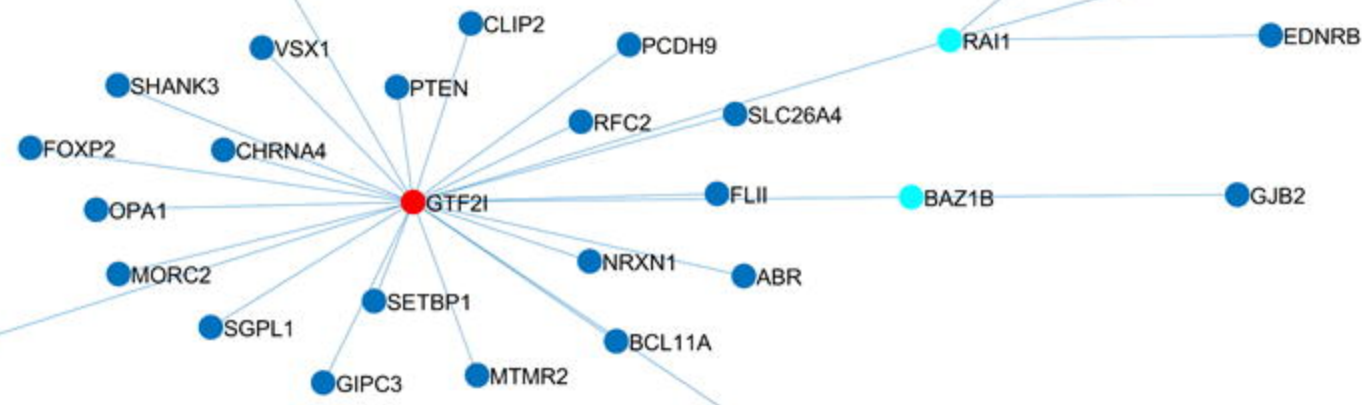 CLIP2
VSX1
PCDH9
RAI1
EDNRB
SHANK3
PTEN
RFC2
SLC26A4
FOXP2
CHRNA4
OPA1
GTF2I
FLII
BAZ1B
GJB2
MORC2
NRXN1
ABR
SETBP1
SGPL1
BCL11A
GIPC3
MTMR2